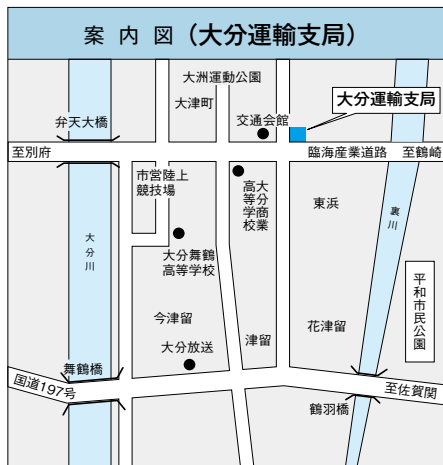 案内図（大分運輸支局）
大洲運動公園
大津町
大分運輸支局
弁天大橋
交通会館
至別府
臨海産業道路
至鶴崎
市営陸上
競技場
大分商業
高等学校
東浜
裏川
大分川
大分舞鶴
高等学校
平和市民公園
今津留
花津留
大分放送
津留
舞鶴橋
国道197号
至佐賀関
鶴羽橋